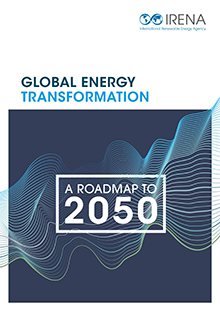 IRENA
International Renewable Energy Agency
GLOBAL ENERGY
TRANSFORMATION
A ROADMAP TO
2050